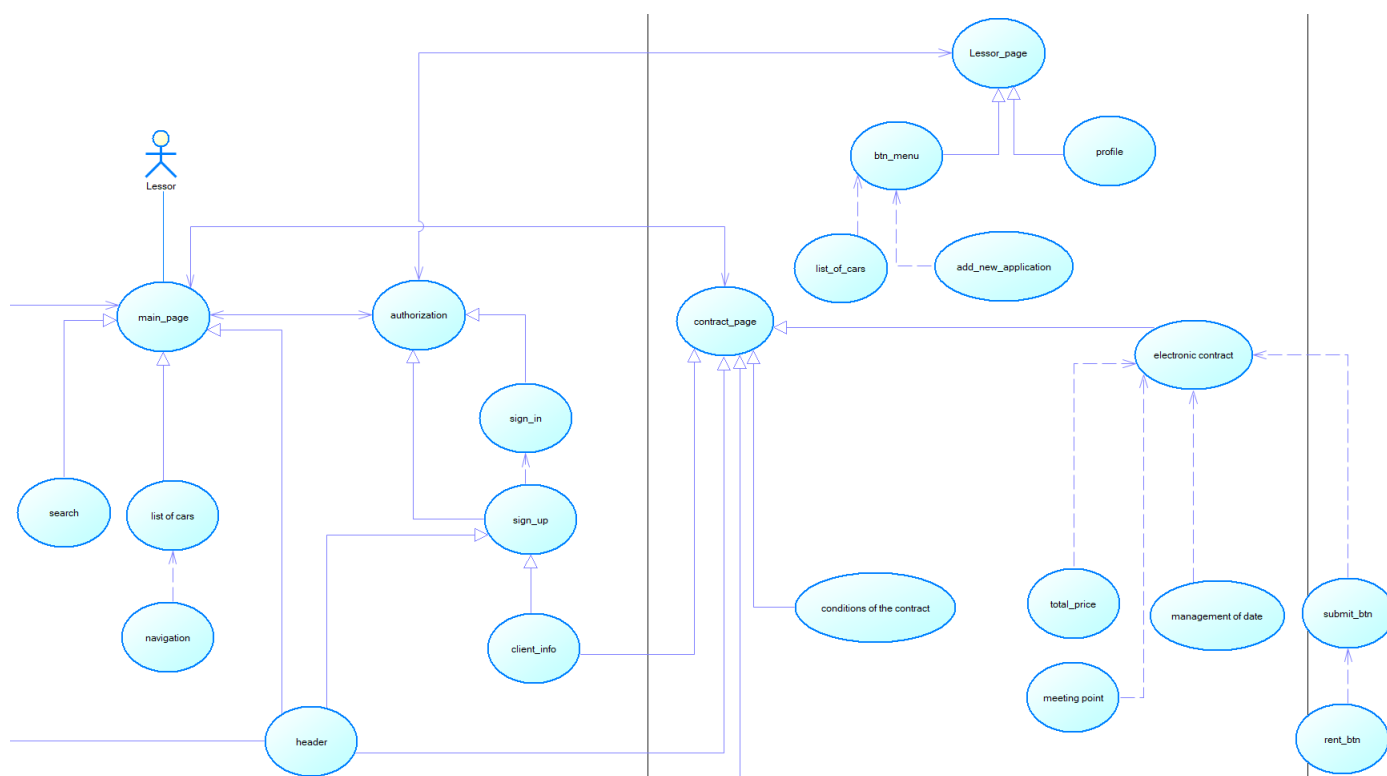 Lessor_page
btn_menu
profile
Lessor
list_of_cars
add_new_application
main_page
authorization
contract_page
electronic contract
sign_in
search
list of cars
sign_up
total_price
conditions of the contract
management of date
submit_btn
navigation
client_info
meeting point
header
rent_btn